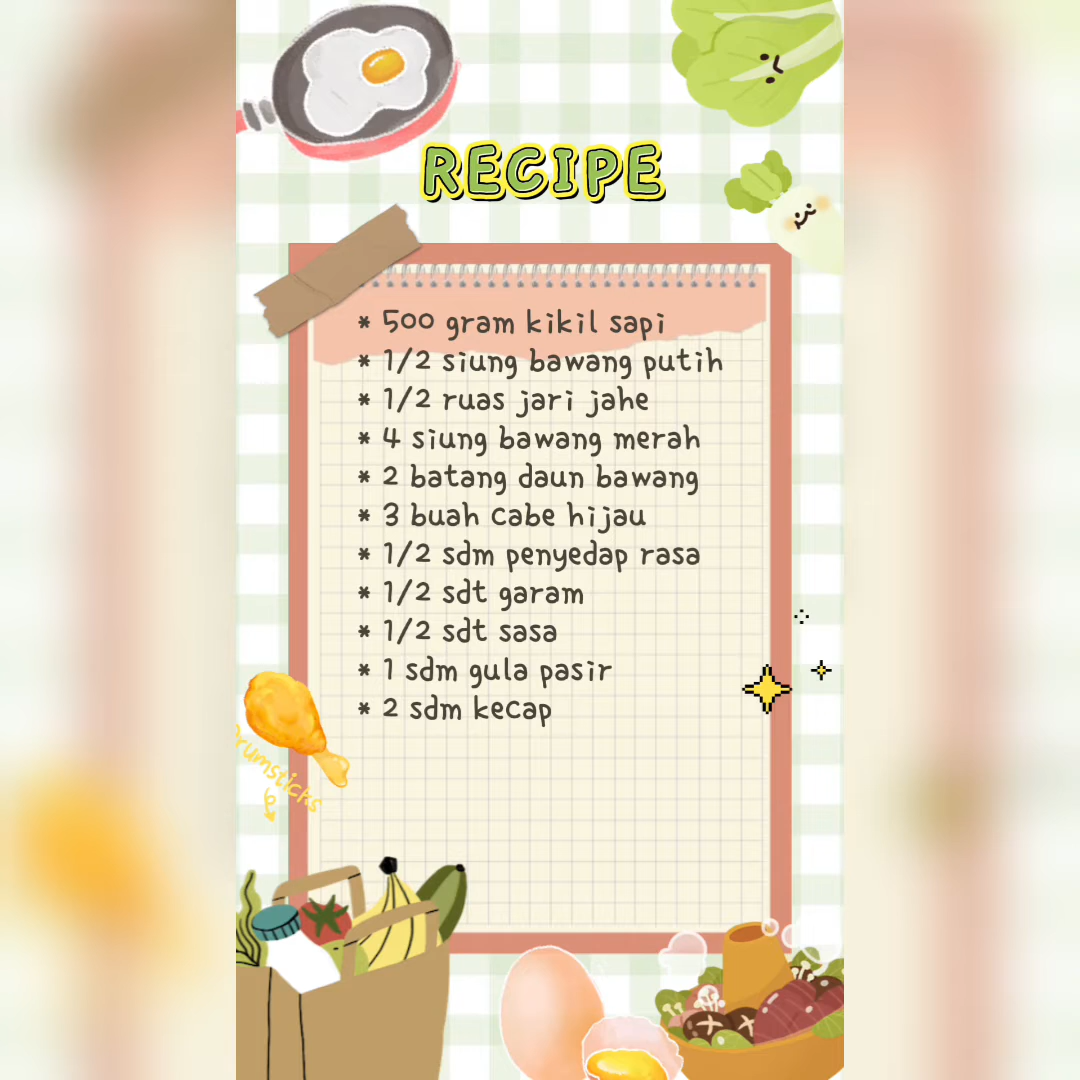 RECIPE
* 500 gram kikil sapi
* 1/2 siung bawang putih
* 1/2 ruas jari jahe
* 4 siung bawang merah
* 2 batang daun bawang
* 3 buah cabe hijau
* 1/2 sdm penyedap rasa
* 1/2 sdt garam
* 1/2 sdt sasa
* 1 sdm gula pasir
* 2 sdm kecap
Drumsticks